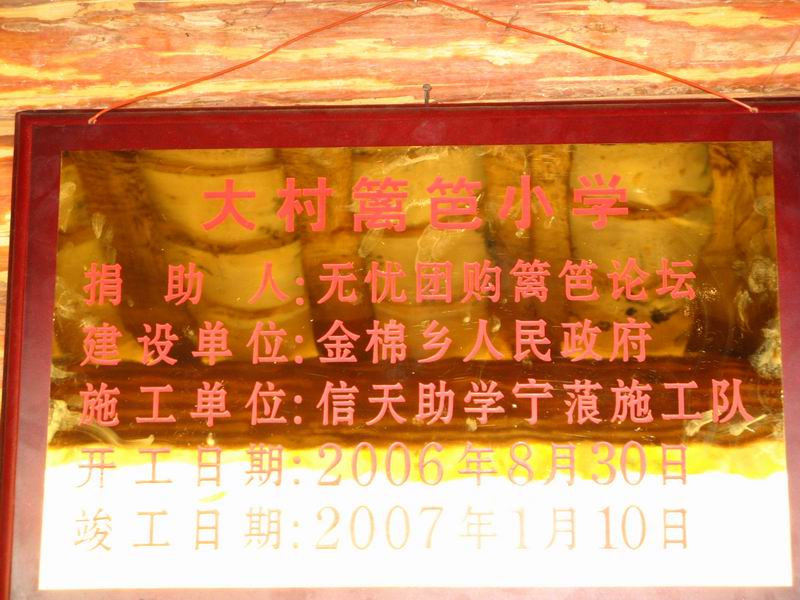 大村篱笆小学
捐助人:无忧团购篱笆论坛
建设单位:金棉乡人民政府
施工单位:信天助学宁蒗施工队
开工日期:2006年8月30日
竣工日期:2007年1月10日